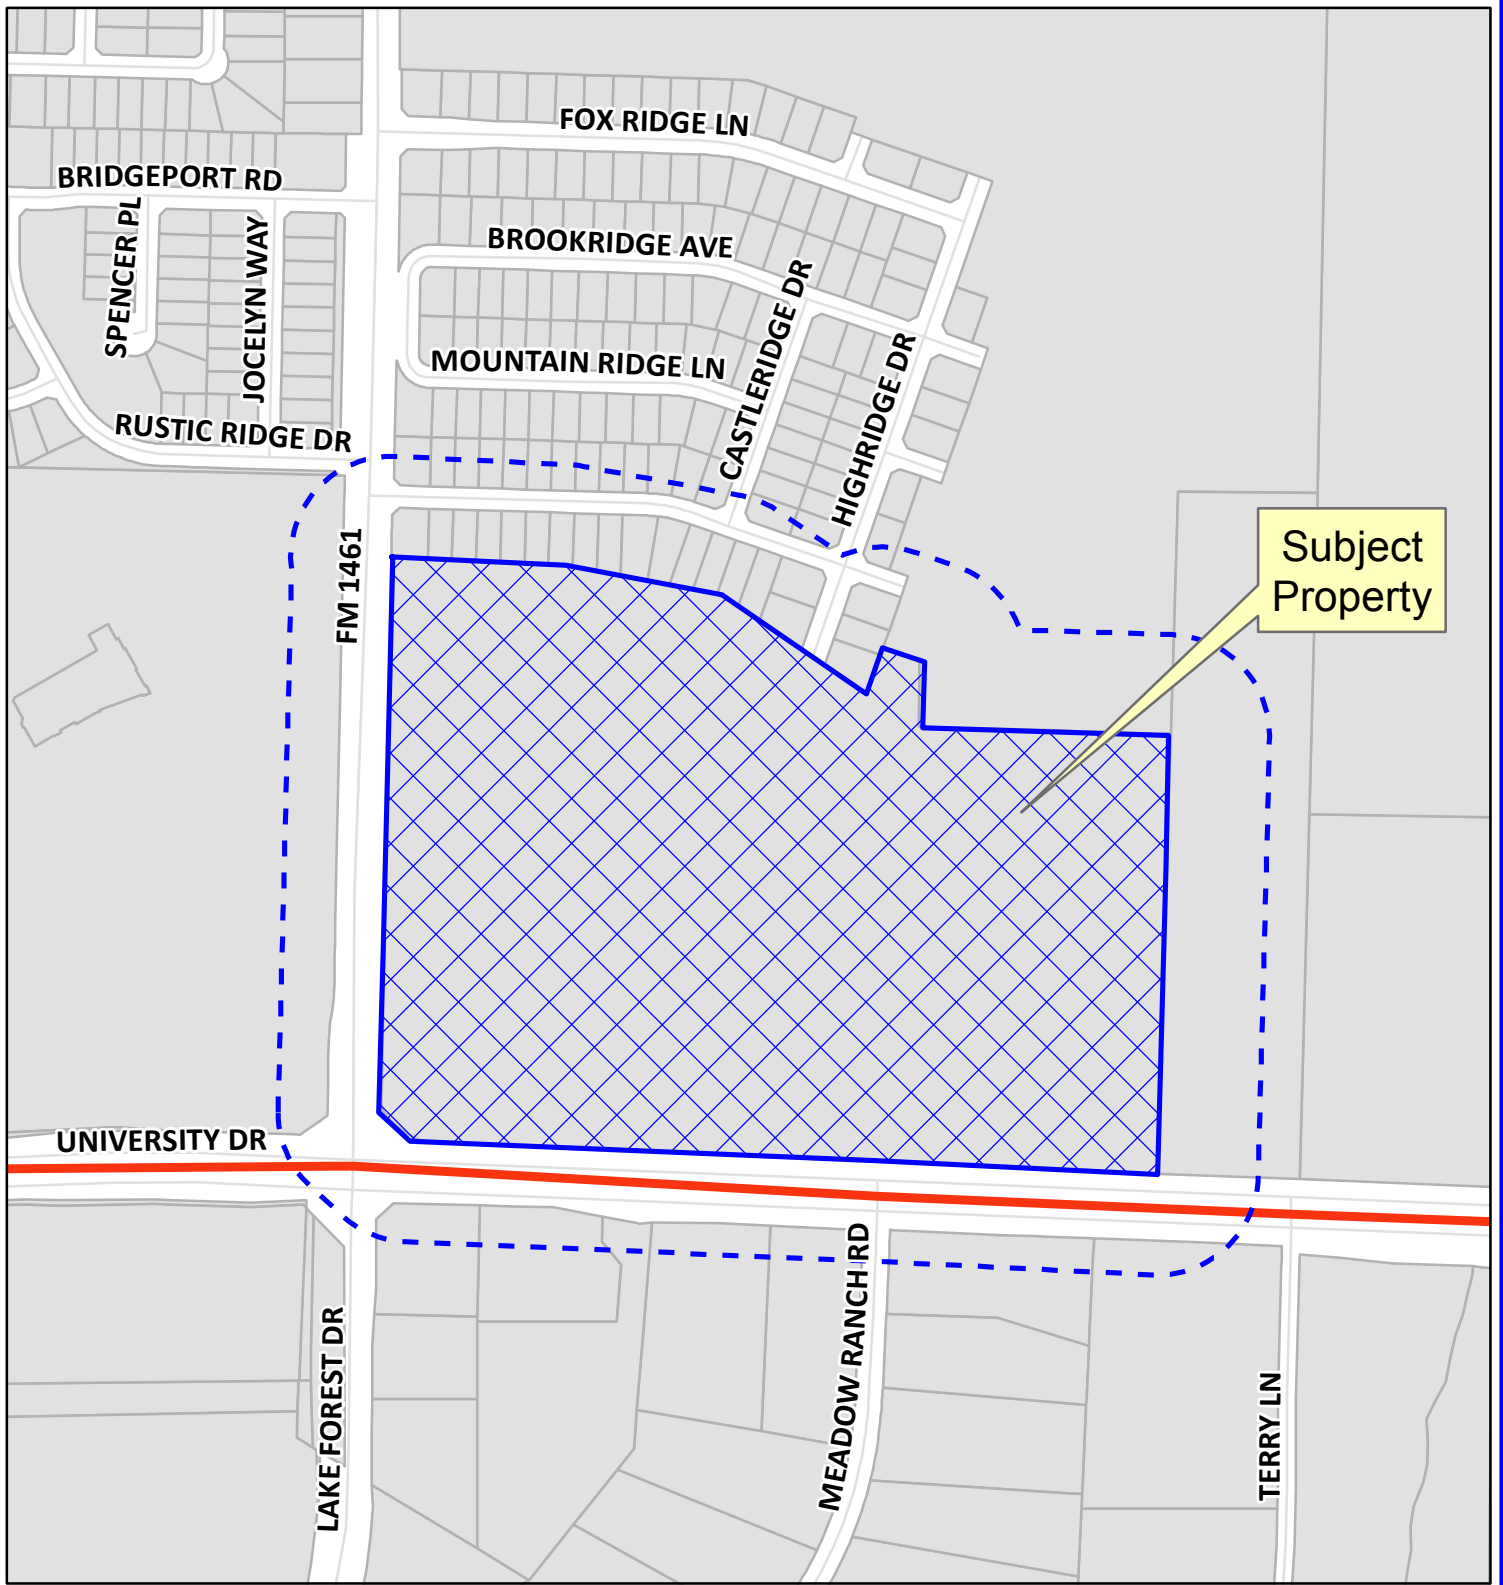 FOX RIDGE LN
BRIDGEPORT RD
SPENCER PL
JOCELYN WAY
BROOKRIDGE AVE
CASTLERIDGE DR
MOUNTAIN RIDGE LN
HIGHRIDGE DR
RUSTIC RIDGE DR
FM 1461
Subject
Property
UNIVERSITY DR
LAKE FOREST DR
MEADOW RANCH RD
TERRY LN